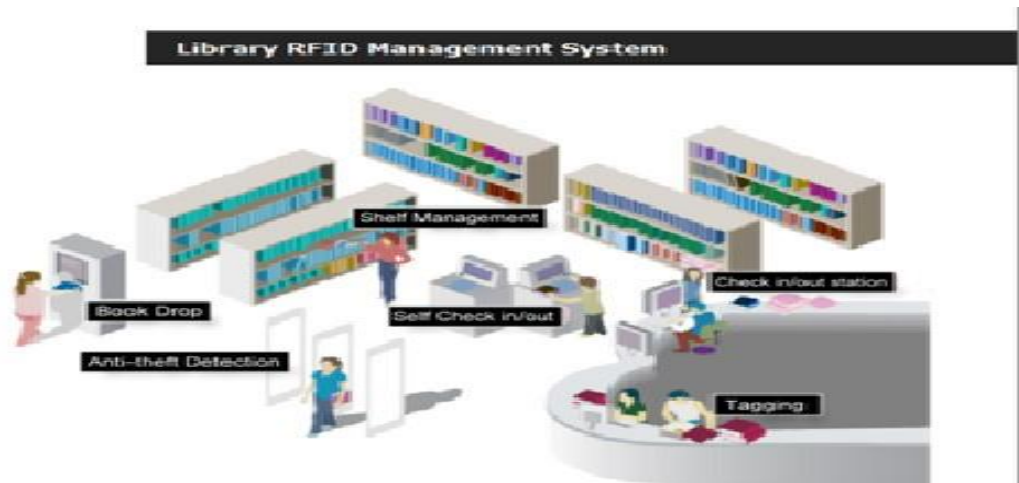 Library RFID Management System
Shelf Management
Check in/out station
Book Drop
Self Check in/out
Anti-theft Detection
Tagging